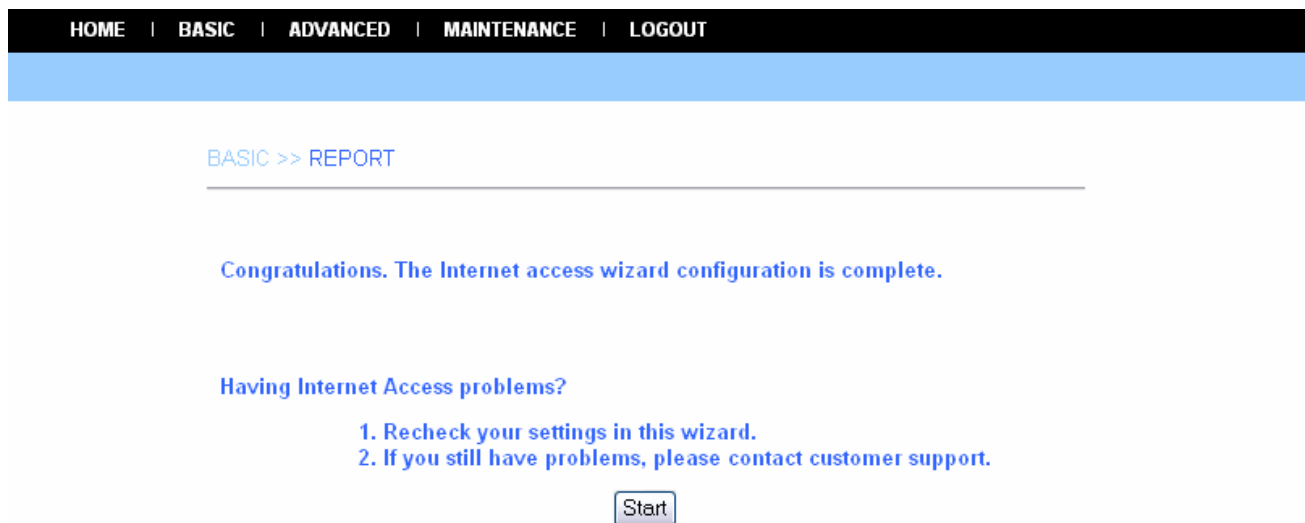 HOME | BASIC | ADVANCED | MAINTENANCE | LOGOUT
BASIC >> REPORT
Congratulations. The Internet access wizard configuration is complete.
Having Internet Access problems?
1. Recheck your settings in this wizard.
2. If you still have problems, please contact customer support.
Start